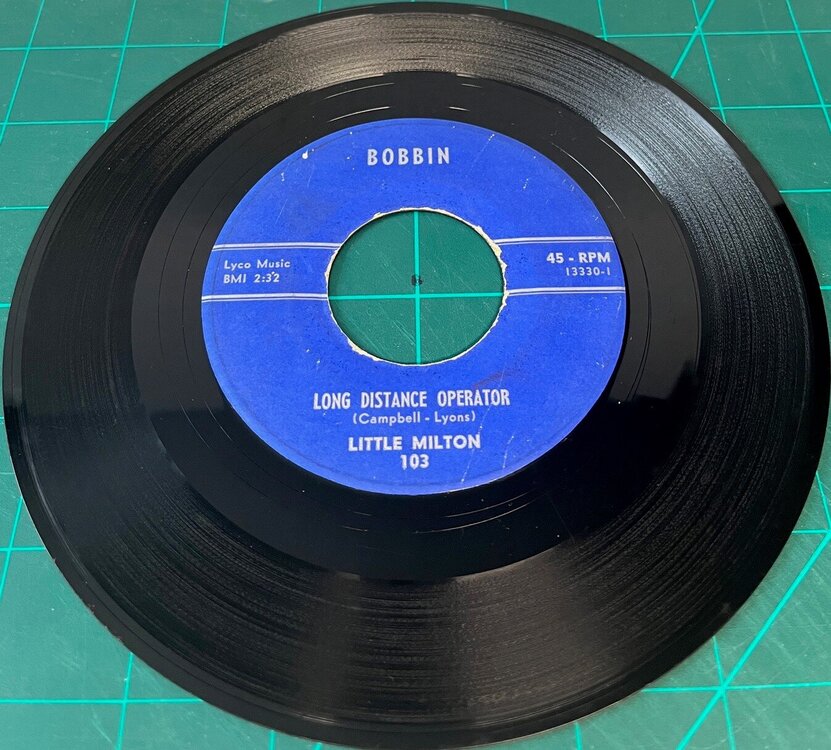 BOBBIN
Lyco Music
BMI 2:32
45 - RPM
13330-1
LONG DISTANCE OPERATOR
(Campbell - Lyons)
LITTLE MILTON
103